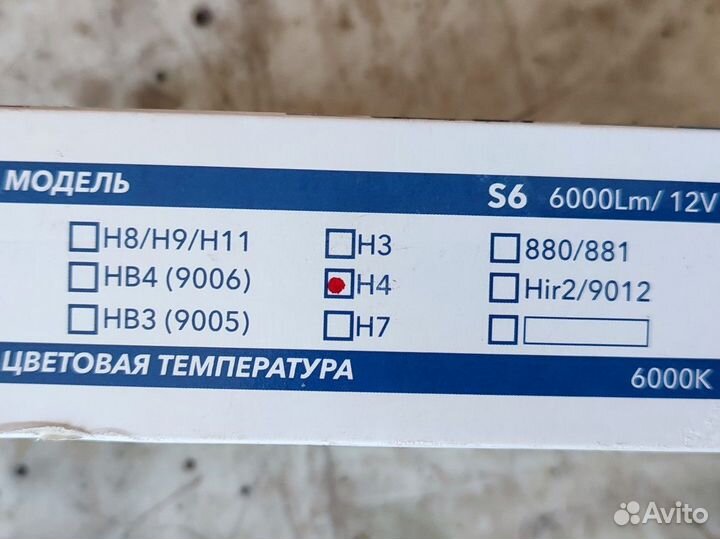 МОДЕЛЬ S6 6000Lm/ 12V
H8/H9/H11 H3 880/881
HB4 (9006) H4 Hir2/9012
HB3 (9005) H7
ЦВЕТОВАЯ ТЕМПЕРАТУРА 6000K
Avito